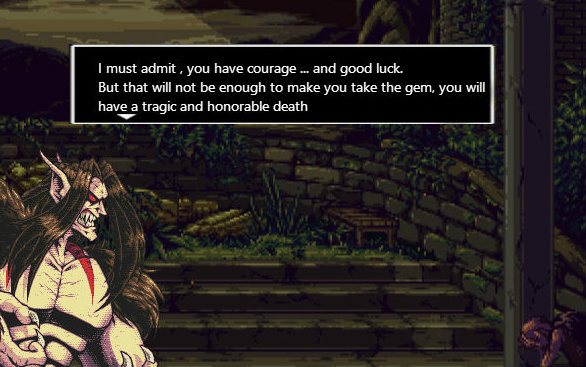 I must admit , you have courage ... and good luck.
But that will not be enough to make you take the gem, you will
have a tragic and honorable death